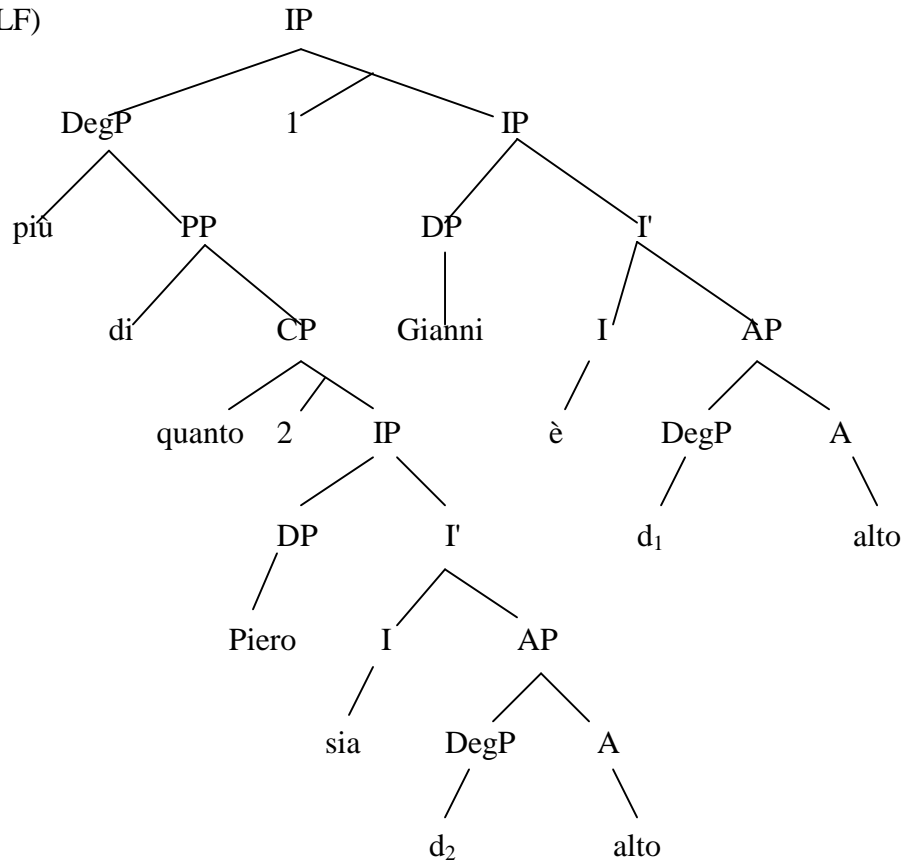 LF) IP
DegP 1 IP
più PP DP I'
di CP Gianni I AP
quanto 2 IP è DegP A
DP I' d₁ alto
Piero I AP
sia DegP A
d₂ alto